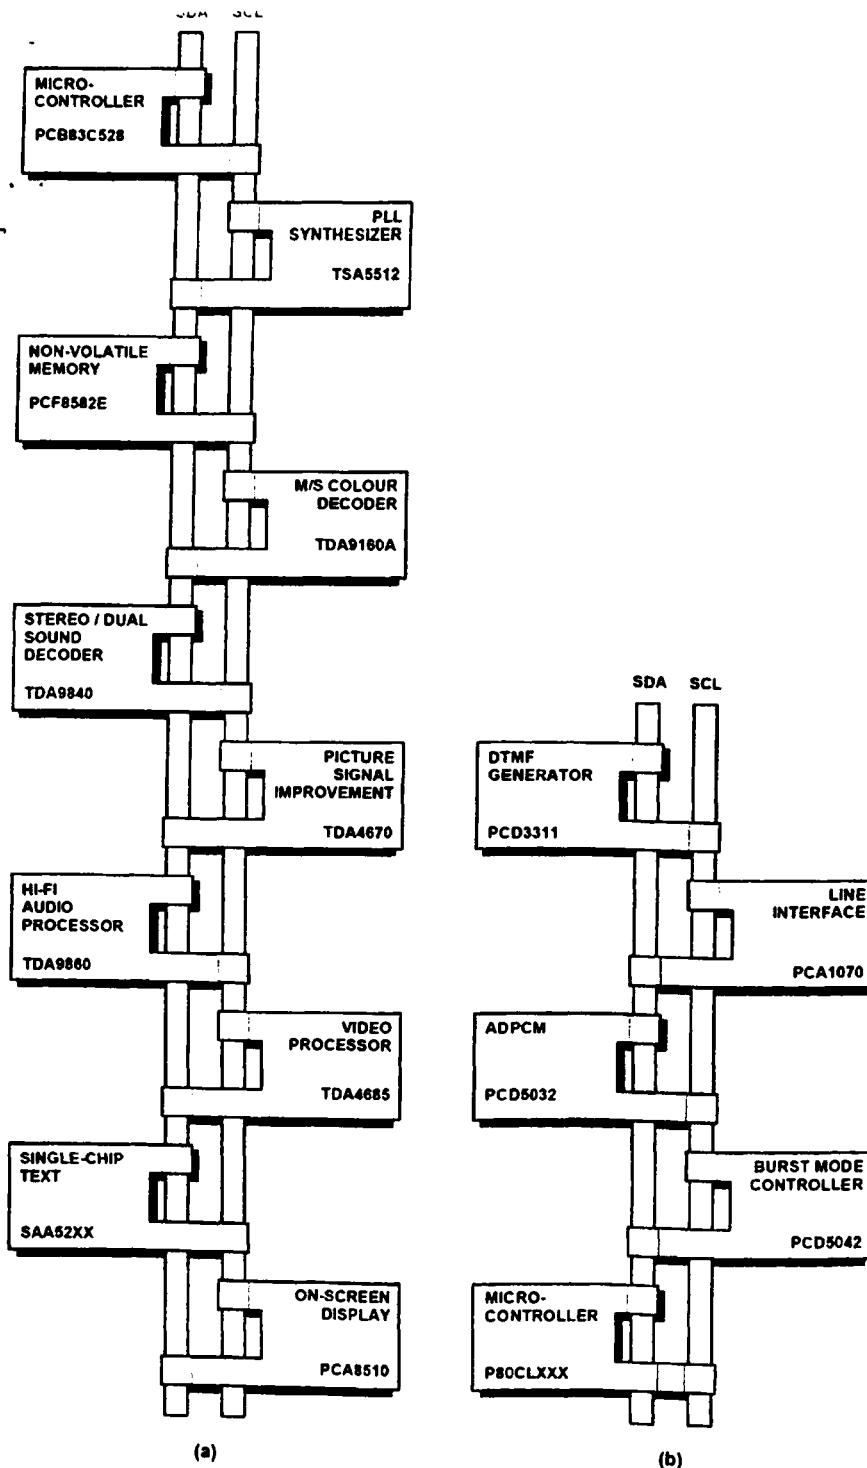 SDA SCL
MICRO-
CONTROLLER
PCB83C528
PLL
SYNTHESIZER
TSA5512
NON-VOLATILE
MEMORY
PCF8582E
M/S COLOUR
DECODER
TDA9160A
STEREO / DUAL
SOUND
DECODER
TDA9840
PICTURE
SIGNAL
IMPROVEMENT
TDA4670
HI-FI
AUDIO
PROCESSOR
TDA9860
VIDEO
PROCESSOR
TDA4685
SINGLE-CHIP
TEXT
SAA52XX
ON-SCREEN
DISPLAY
PCA8510
(a)
SDA SCL
DTMF
GENERATOR
PCD3311
LINE
INTERFACE
PCA1070
ADPCM
PCD5032
BURST MODE
CONTROLLER
PCD5042
MICRO-
CONTROLLER
P80CLXXX
(b)